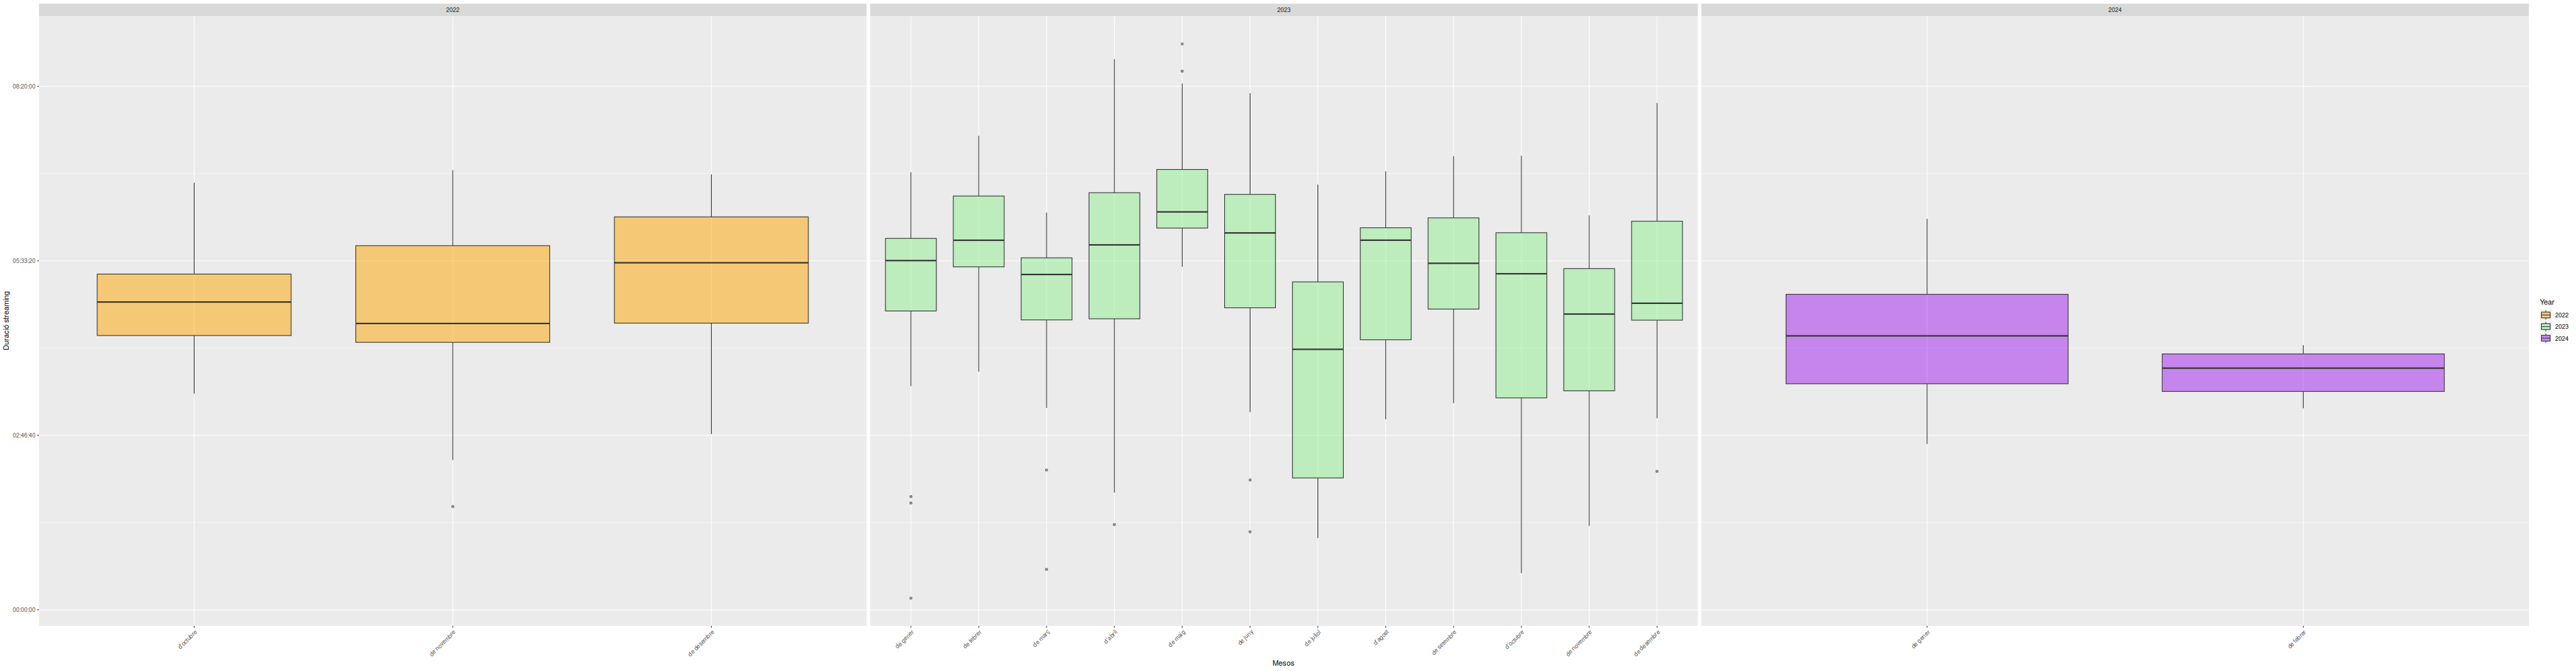 2022
2023
2024
08:20:00
05:33:20
02:46:40
00:00:00
Duració streaming
d'octubre
de novembre
de desembre
de gener
de febrer
de març
d'abril
de maig
de juny
de juliol
d'agost
de setembre
d'octubre
de novembre
de desembre
de gener
de febrer
Mesos
Year
2022
2023
2024